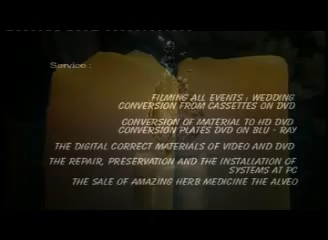 Service :
FILMING ALL EVENTS : WEDDING
CONVERSION FROM CASSETTES ON DVD
CONVERSION OF MATERIAL TO HD DVD
CONVERSION PLATES DVD ON BLU - RAY
THE DIGITAL CORRECT MATERIALS OF VIDEO AND DVD
THE REPAIR, PRESERVATION AND THE INSTALLATION OF
SYSTEMS AT PC
THE SALE OF AMAZING HERB MEDICINE THE ALVEO